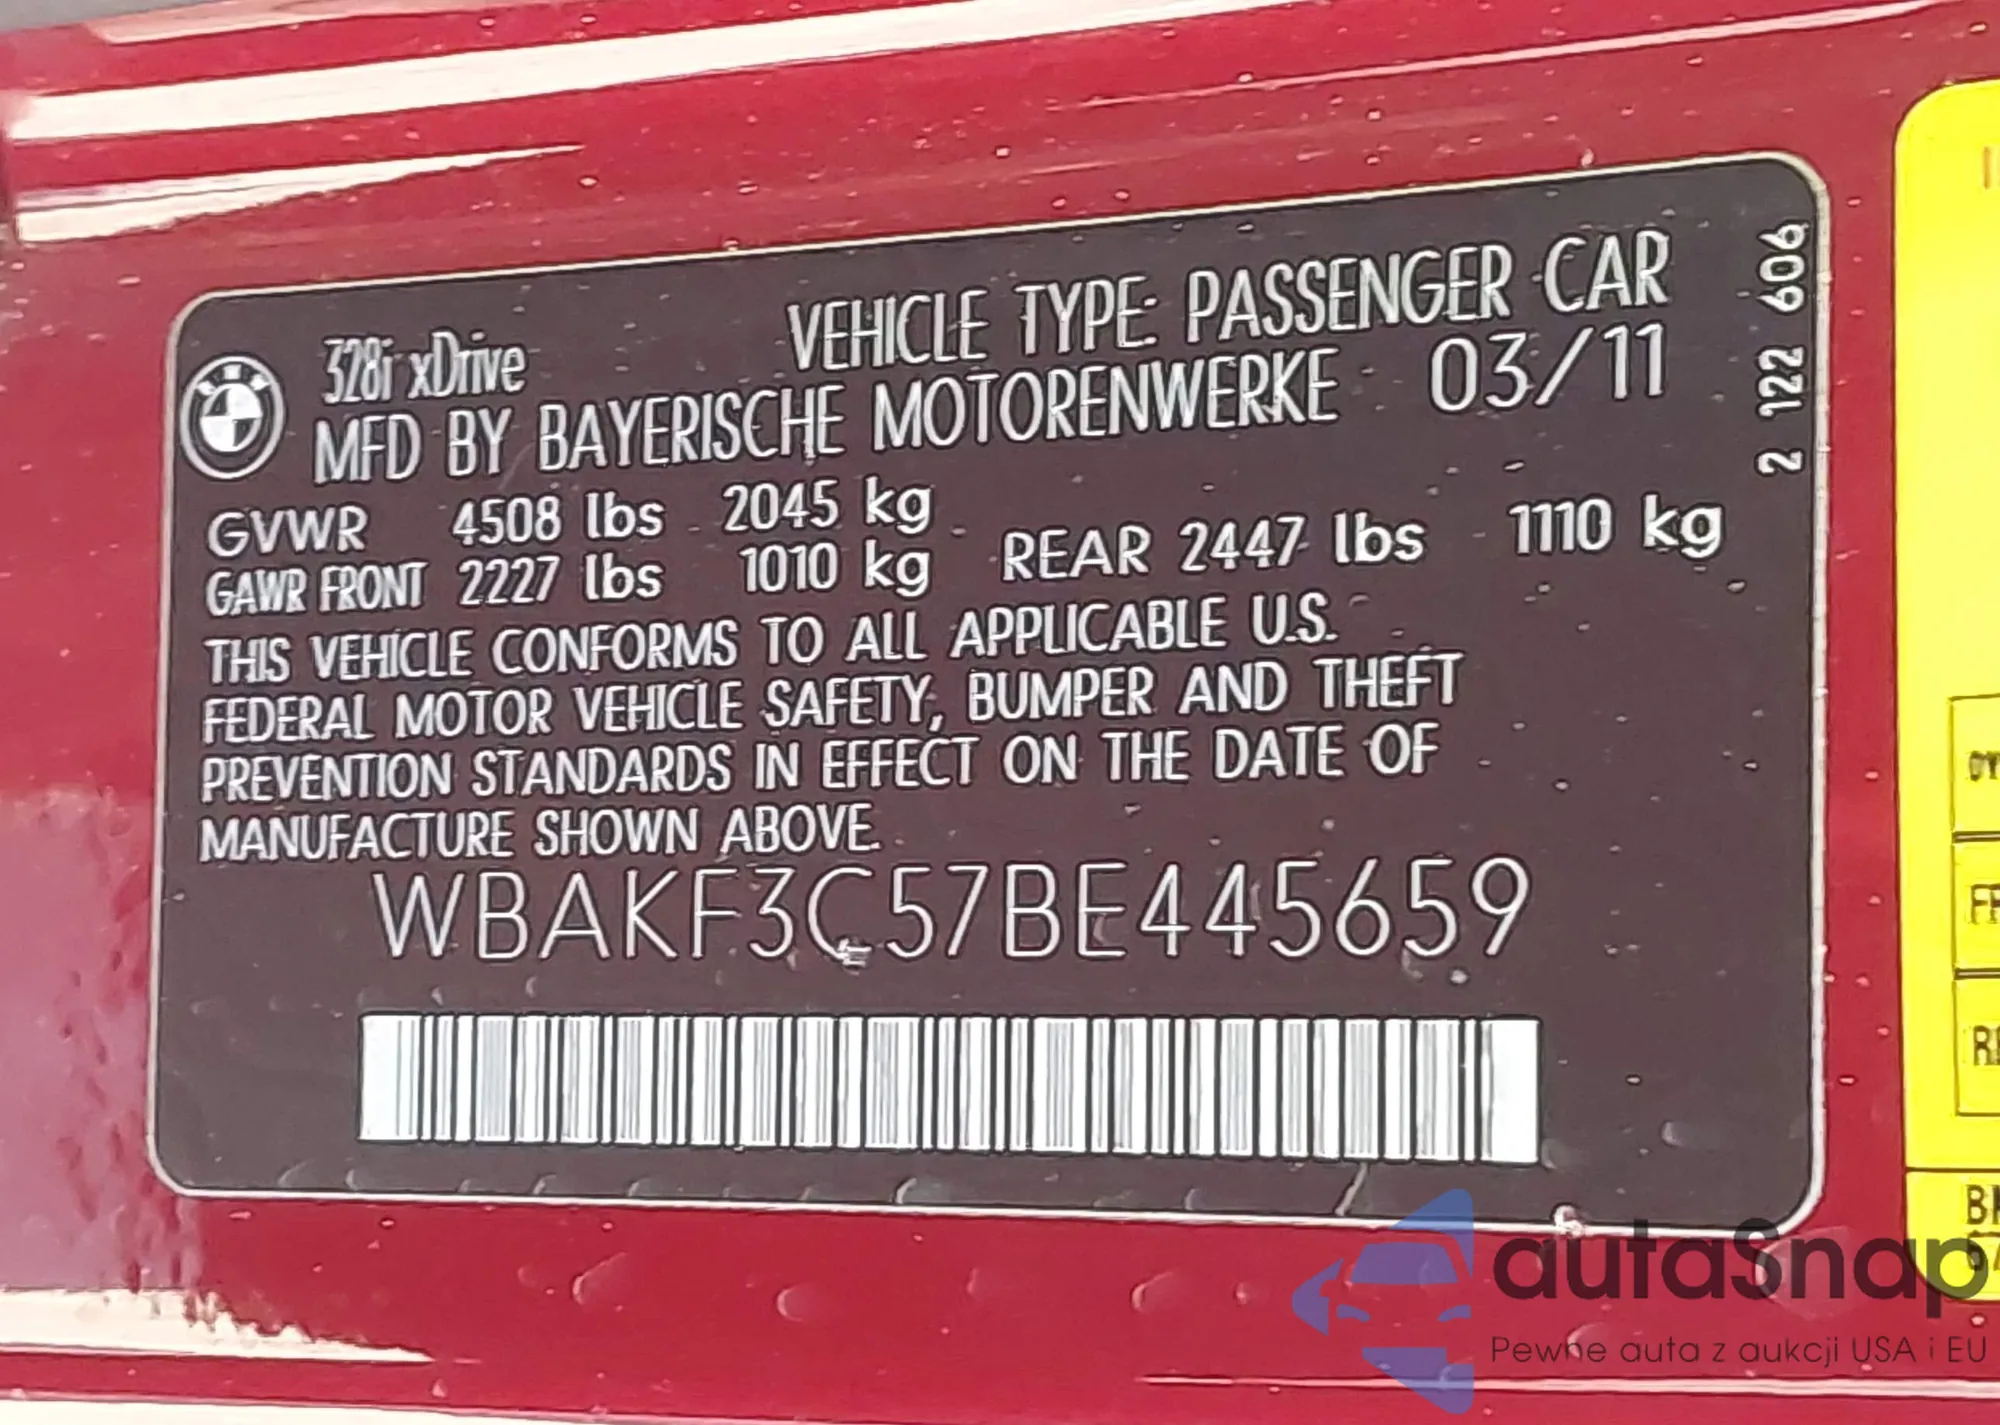 328i xDrive VEHICLE TYPE: PASSENGER CAR
MFD BY BAYERISCHE MOTORENWERKE 03/11
GVWR 4508 lbs 2045 kg
GAWR FRONT 2227 lbs 1010 kg REAR 2447 lbs 1110 kg
THIS VEHICLE CONFORMS TO ALL APPLICABLE U.S.
FEDERAL MOTOR VEHICLE SAFETY, BUMPER AND THEFT
PREVENTION STANDARDS IN EFFECT ON THE DATE OF
MANUFACTURE SHOWN ABOVE.
WBAKF3C57BE445659
2 122 606
autaSnap
Pewne auta z aukcji USA i EU